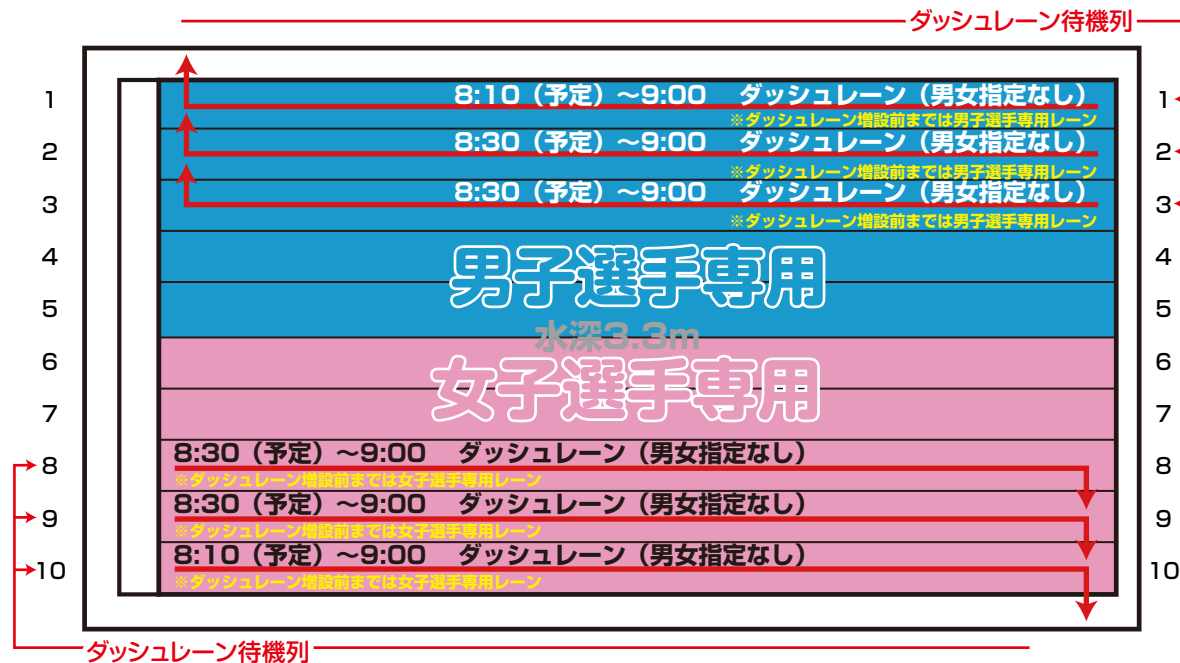 ダッシュレーン待機列
1 8:10（予定）〜9:00 ダッシュレーン（男女指定なし） 1
※ダッシュレーン増設前までは男子選手専用レーン
2 8:30（予定）〜9:00 ダッシュレーン（男女指定なし） 2
※ダッシュレーン増設前までは男子選手専用レーン
3 8:30（予定）〜9:00 ダッシュレーン（男女指定なし） 3
※ダッシュレーン増設前までは男子選手専用レーン
4 男子選手専用 4
5 5
水深3.3m
6 女子選手専用 6
7 7
8 8:30（予定）〜9:00 ダッシュレーン（男女指定なし） 8
※ダッシュレーン増設前までは女子選手専用レーン
9 8:30（予定）〜9:00 ダッシュレーン（男女指定なし） 9
※ダッシュレーン増設前までは女子選手専用レーン
10 8:10（予定）〜9:00 ダッシュレーン（男女指定なし） 10
※ダッシュレーン増設前までは女子選手専用レーン
ダッシュレーン待機列